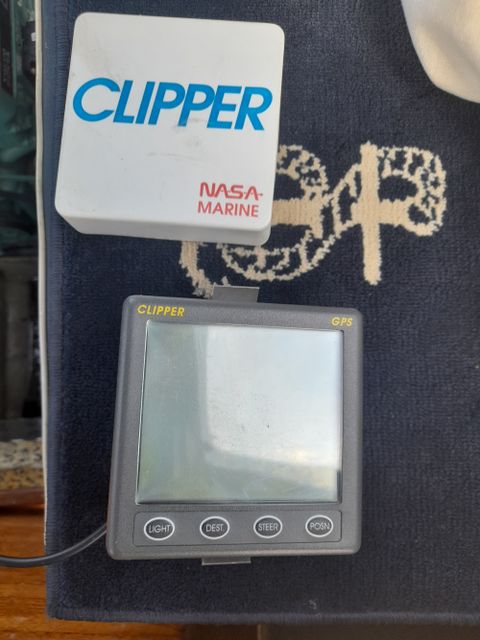 CLIPPER
NASA
MARINE
CLIPPER GPS
LIGHT DEST STEER POSN